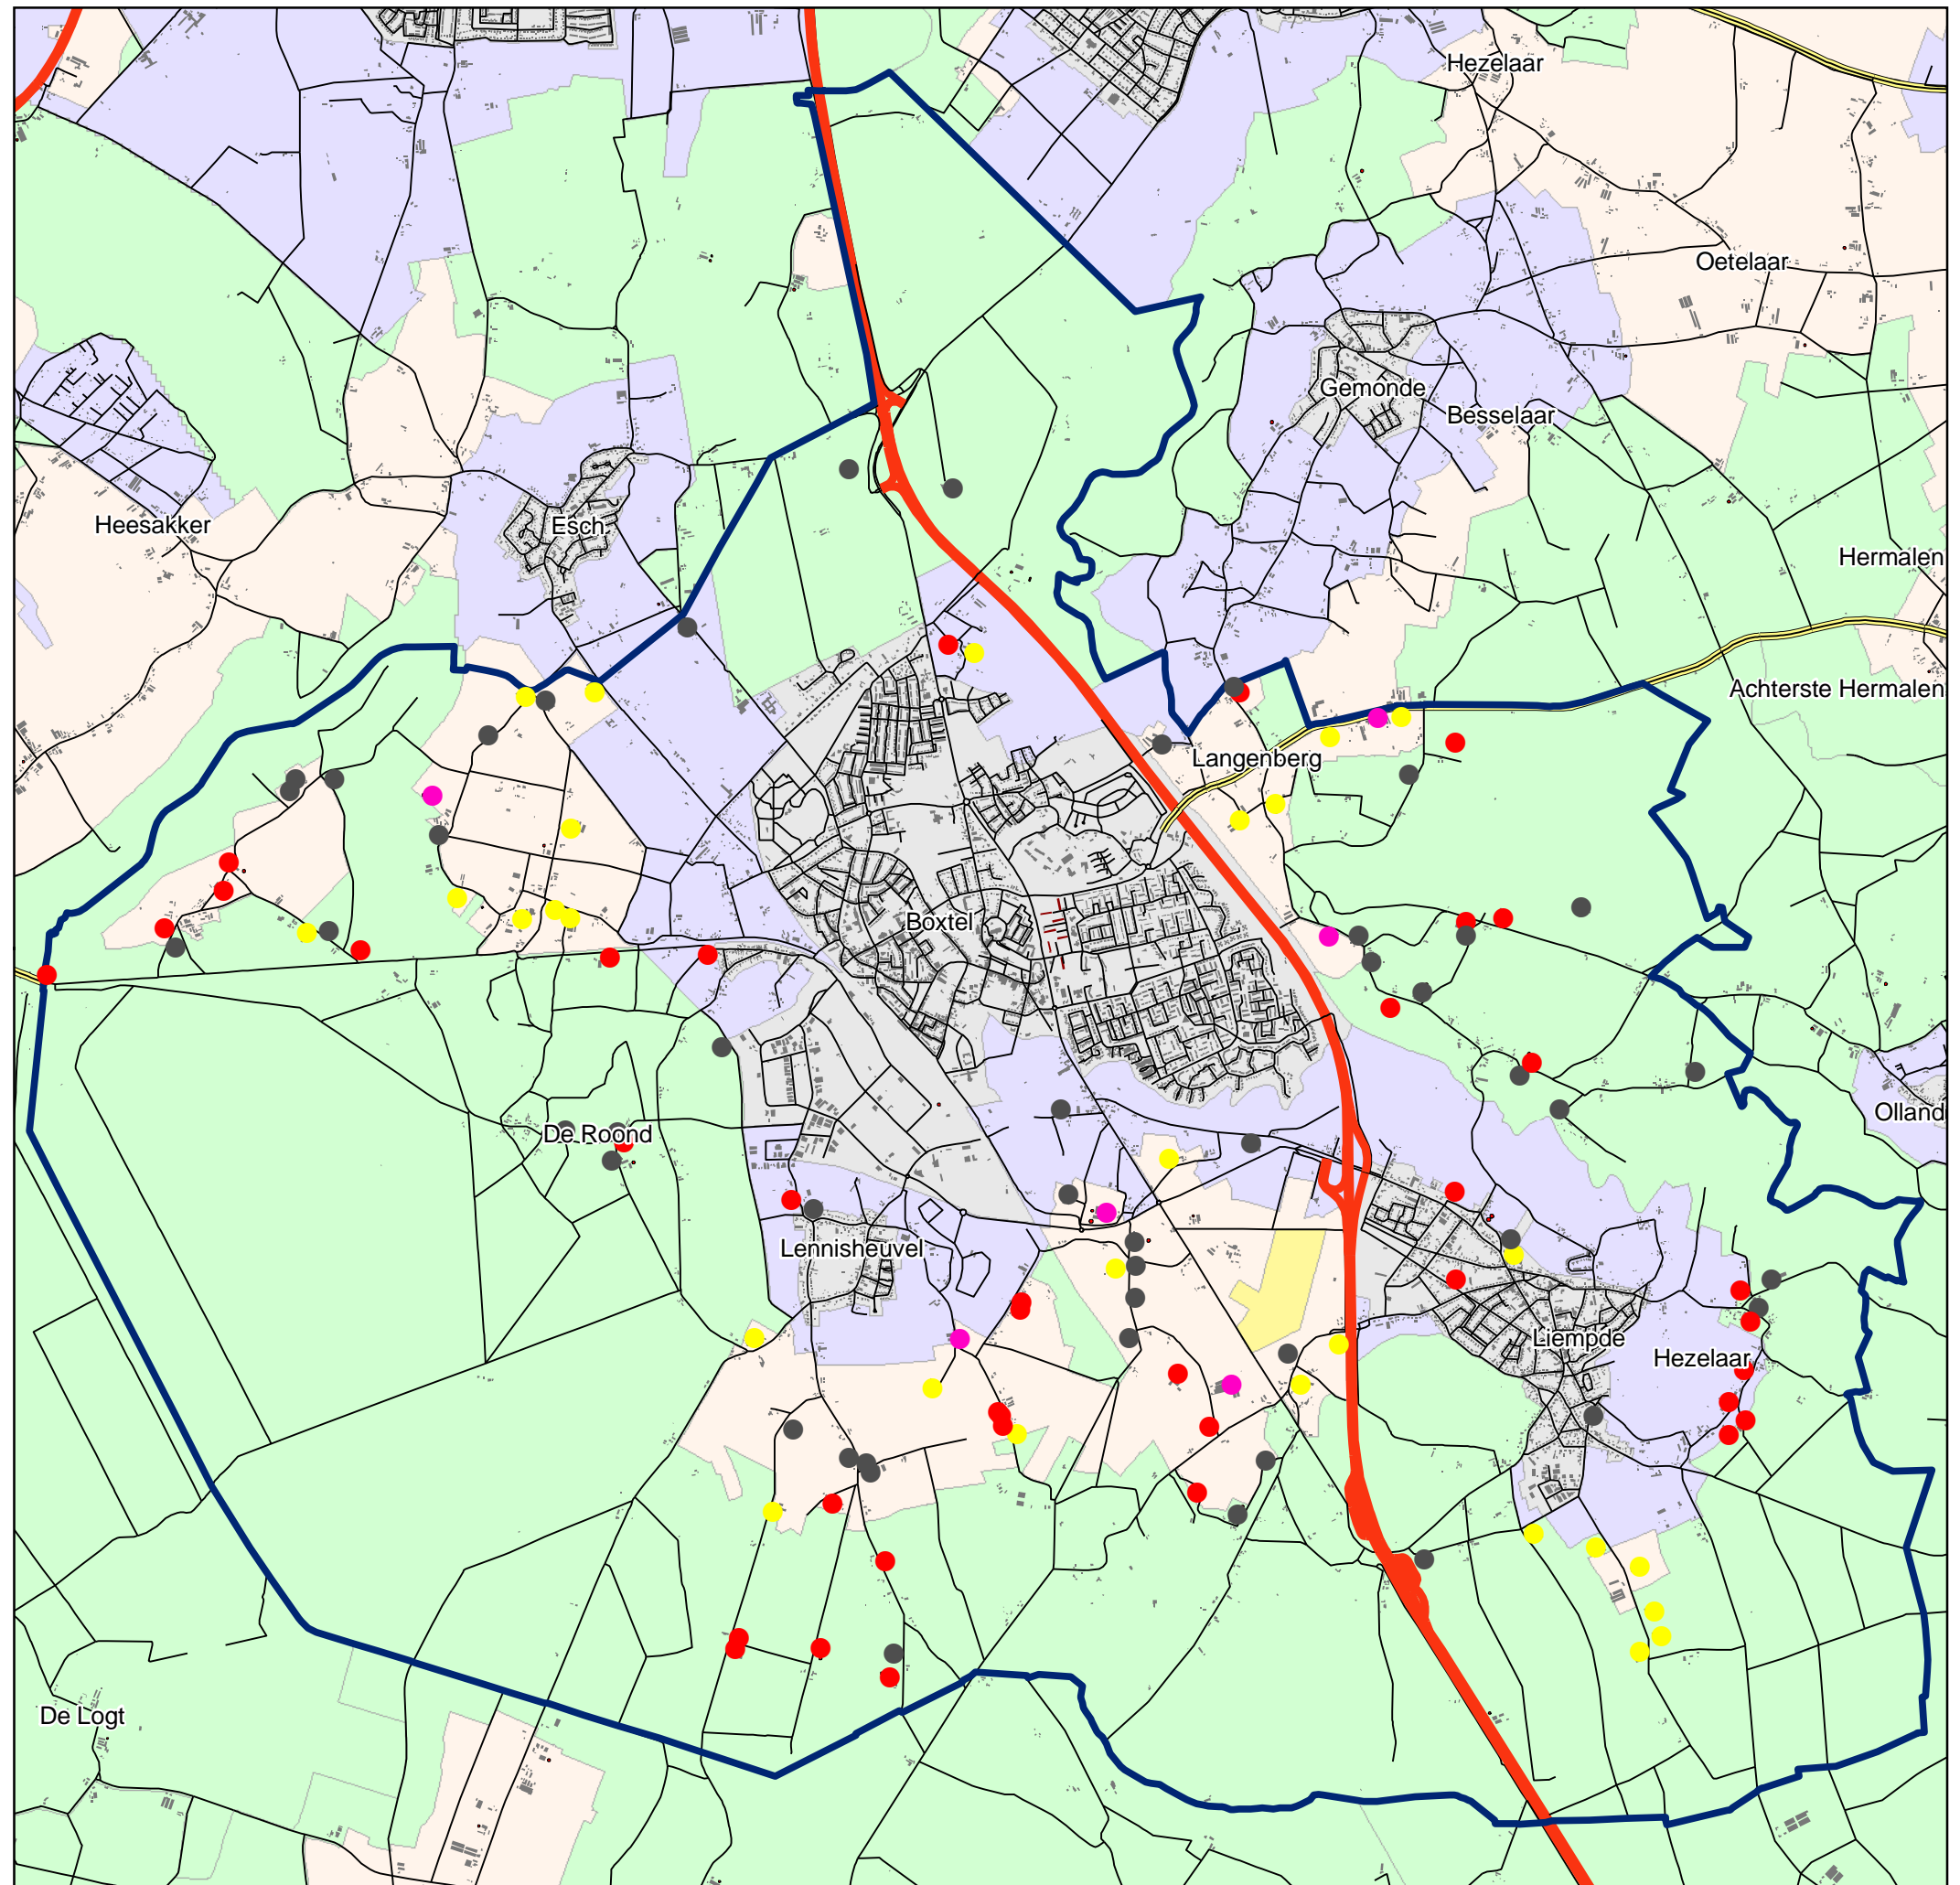 Hezelaar
Oetelaar
Gemonde
Besselaar
Heesakker
Esch
Hermalen
Achterste Hermalen
Langenberg
Boxtel
Olland
De Roond
Lennisheuvel
Liempde
Hezelaar
De Logt